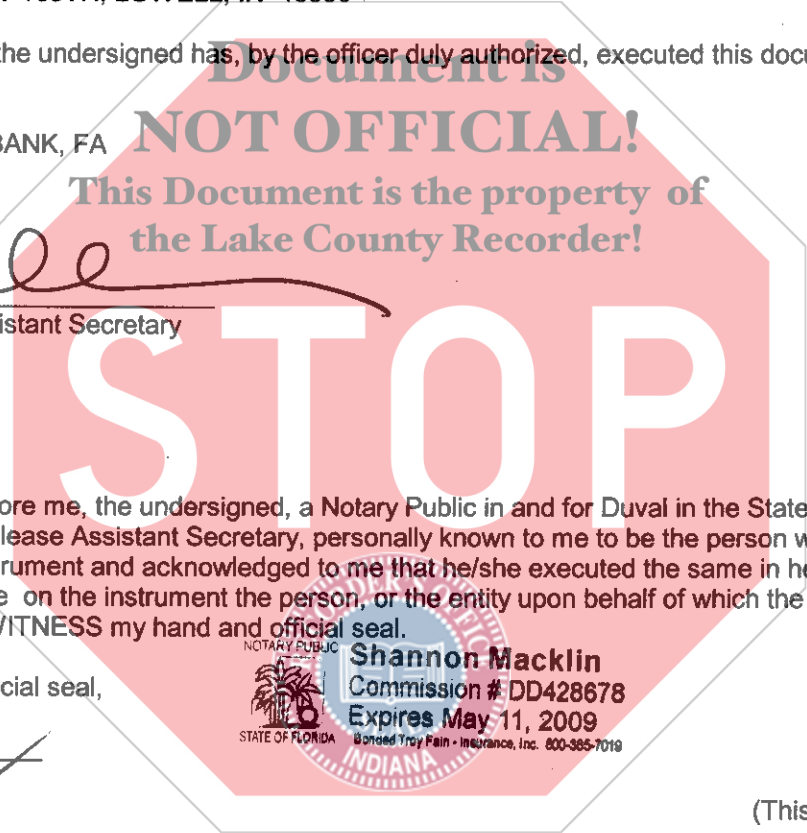 the undersigned has, by the officer duly authorized, executed this docu
Document is
BANK, FA
NOT OFFICIAL!
This Document is the property of
the Lake County Recorder!
istant Secretary
STOP
ore me, the undersigned, a Notary Public in and for Duval in the State
lease Assistant Secretary, personally known to me to be the person w
rument and acknowledged to me that he/she executed the same in he
e on the instrument the person, or the entity upon behalf of which the
WITNESS my hand and official seal.
NOTARY PUBLIC
STATE OF FLORIDA
Shannon Macklin
Commission # DD428678
Expires May 11, 2009
Bonded Troy Fain - Insurance, Inc. 800-385-7019
cial seal,
RECORDER'S OFFICE
INDIANA
(This